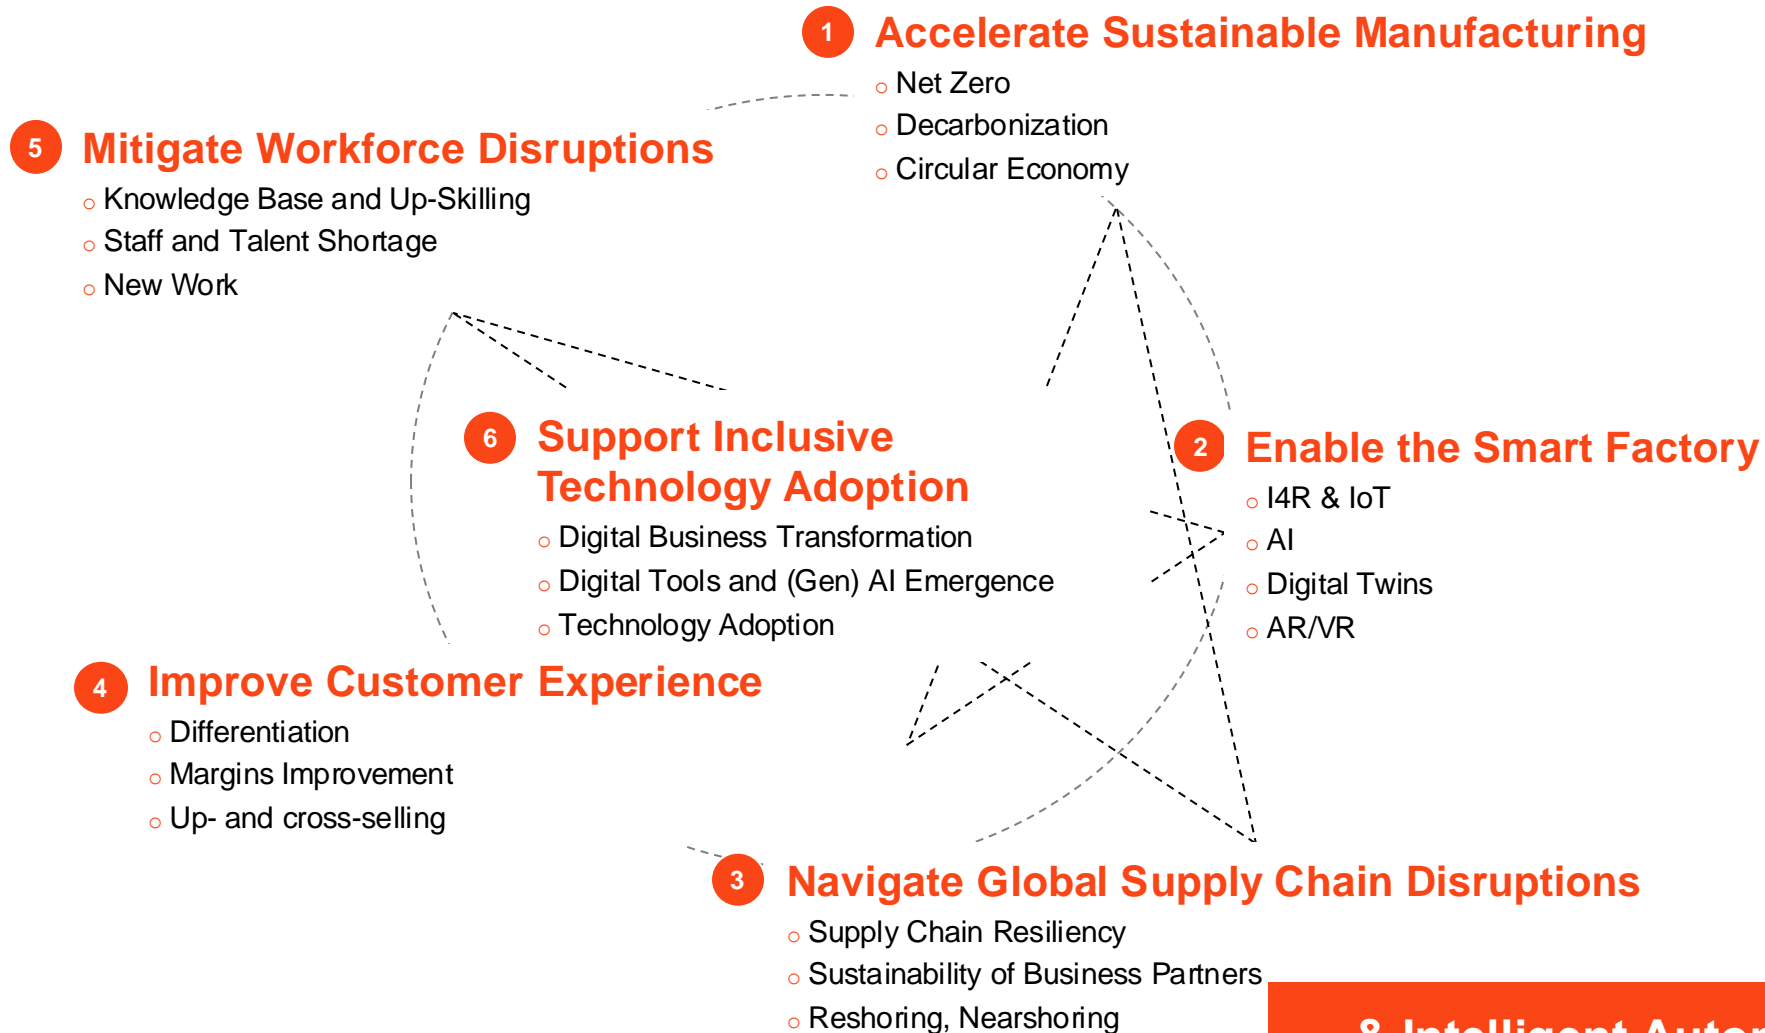 1 Accelerate Sustainable Manufacturing
Net Zero
Decarbonization
Circular Economy
5 Mitigate Workforce Disruptions
Knowledge Base and Up-Skilling
Staff and Talent Shortage
New Work
6 Support Inclusive
Technology Adoption
Digital Business Transformation
Digital Tools and (Gen) AI Emergence
Technology Adoption
2 Enable the Smart Factory
I4R & IoT
AI
Digital Twins
AR/VR
4 Improve Customer Experience
Differentiation
Margins Improvement
Up- and cross-selling
3 Navigate Global Supply Chain Disruptions
Supply Chain Resiliency
Sustainability of Business Partners
Reshoring, Nearshoring
& Intelligent